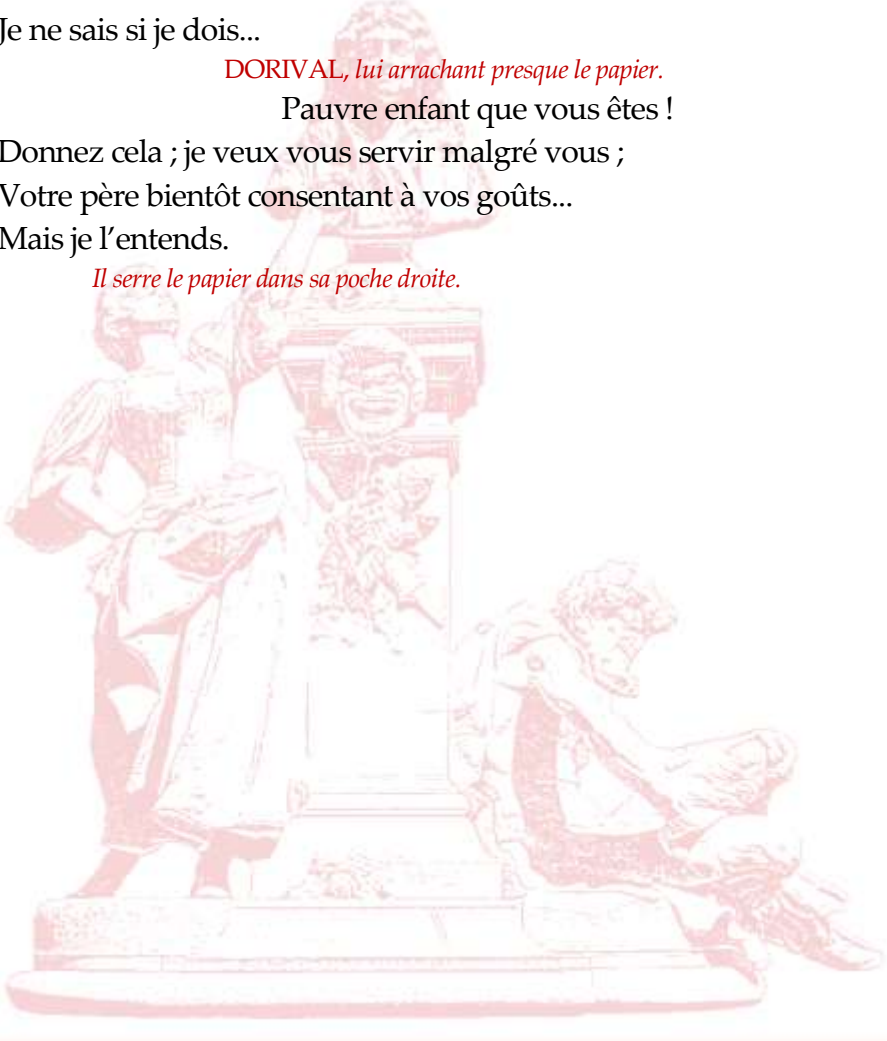 Je ne sais si je dois...
DORIVAL, lui arrachant presque le papier.
Pauvre enfant que vous êtes !
Donnez cela ; je veux vous servir malgré vous ;
Votre père bientôt consentant à vos goûts...
Mais je l’entends.
Il serre le papier dans sa poche droite.